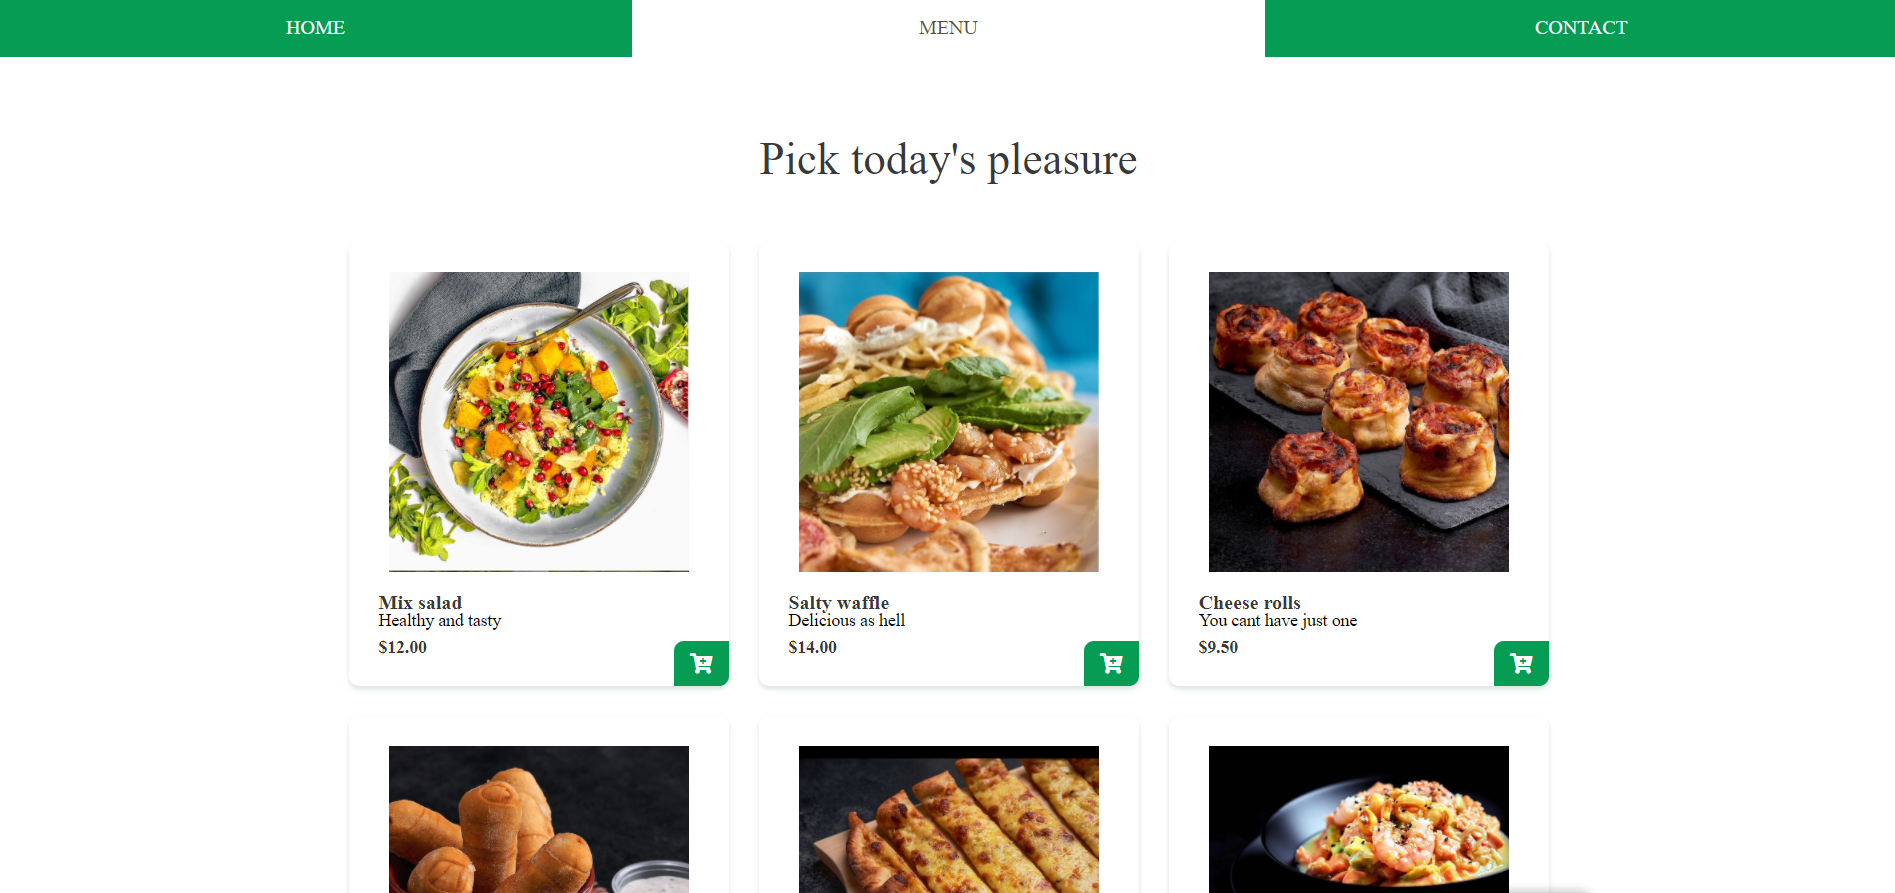 HOME
MENU
CONTACT
Pick today's pleasure
Mix salad
Healthy and tasty
$12.00
Salty waffle
Delicious as hell
$14.00
Cheese rolls
You cant have just one
$9.50